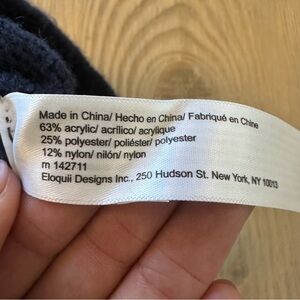 Made in China/ Hecho en China/ Fabriqué en Chine
63% acrylic/ acrílico/ acrylique
25% polyester/ poliéster/ polyester
12% nylon/ nilón/ nylon
rn 142711
Eloquii Designs Inc., 250 Hudson St. New York, NY 10013